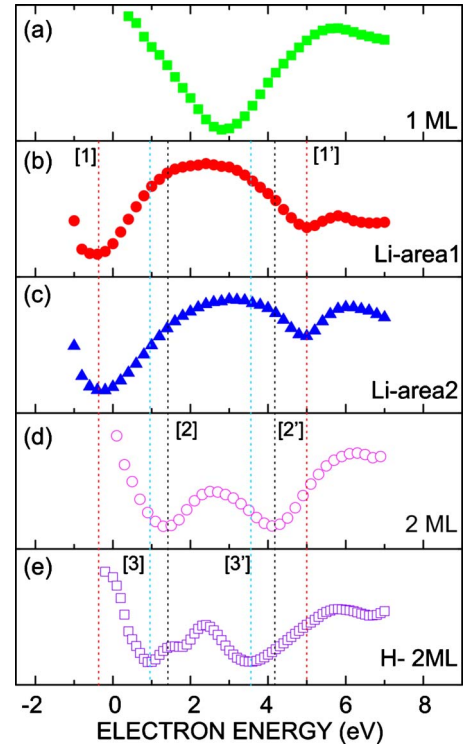 (a)
1 ML
(b) [1] [1']
Li-area1
(c)
Li-area2
(d) [2] [2']
2 ML
(e) [3] [3']
H- 2ML
-2 0 2 4 6 8
ELECTRON ENERGY (eV)